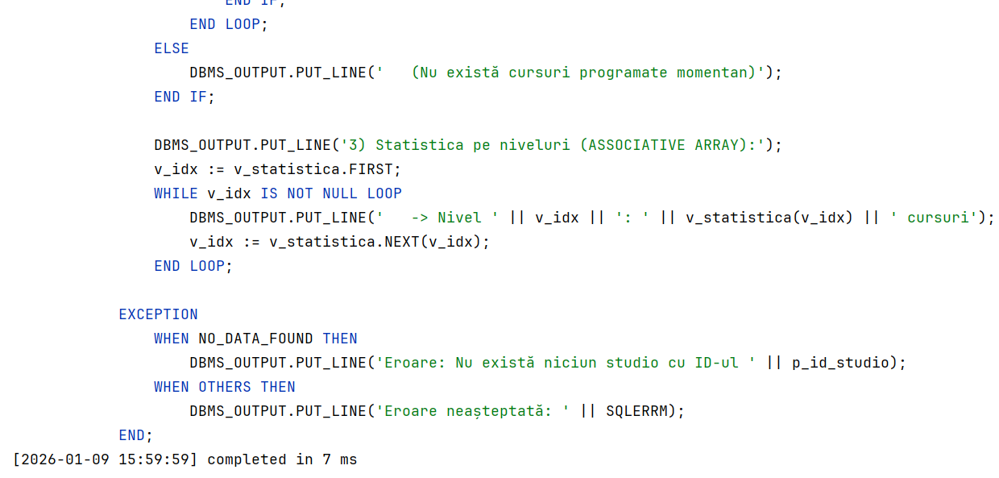 END IF;
END LOOP;
ELSE
DBMS_OUTPUT.PUT_LINE('   (Nu există cursuri programate momentan)');
END IF;
DBMS_OUTPUT.PUT_LINE('3) Statistica pe niveluri (ASSOCIATIVE ARRAY):');
v_idx := v_statistica.FIRST;
WHILE v_idx IS NOT NULL LOOP
DBMS_OUTPUT.PUT_LINE('   -> Nivel ' || v_idx || ': ' || v_statistica(v_idx) || ' cursuri');
v_idx := v_statistica.NEXT(v_idx);
END LOOP;
EXCEPTION
WHEN NO_DATA_FOUND THEN
DBMS_OUTPUT.PUT_LINE('Eroare: Nu există niciun studio cu ID-ul ' || p_id_studio);
WHEN OTHERS THEN
DBMS_OUTPUT.PUT_LINE('Eroare neașteptată: ' || SQLERRM);
END;
[2026-01-09 15:59:59] completed in 7 ms